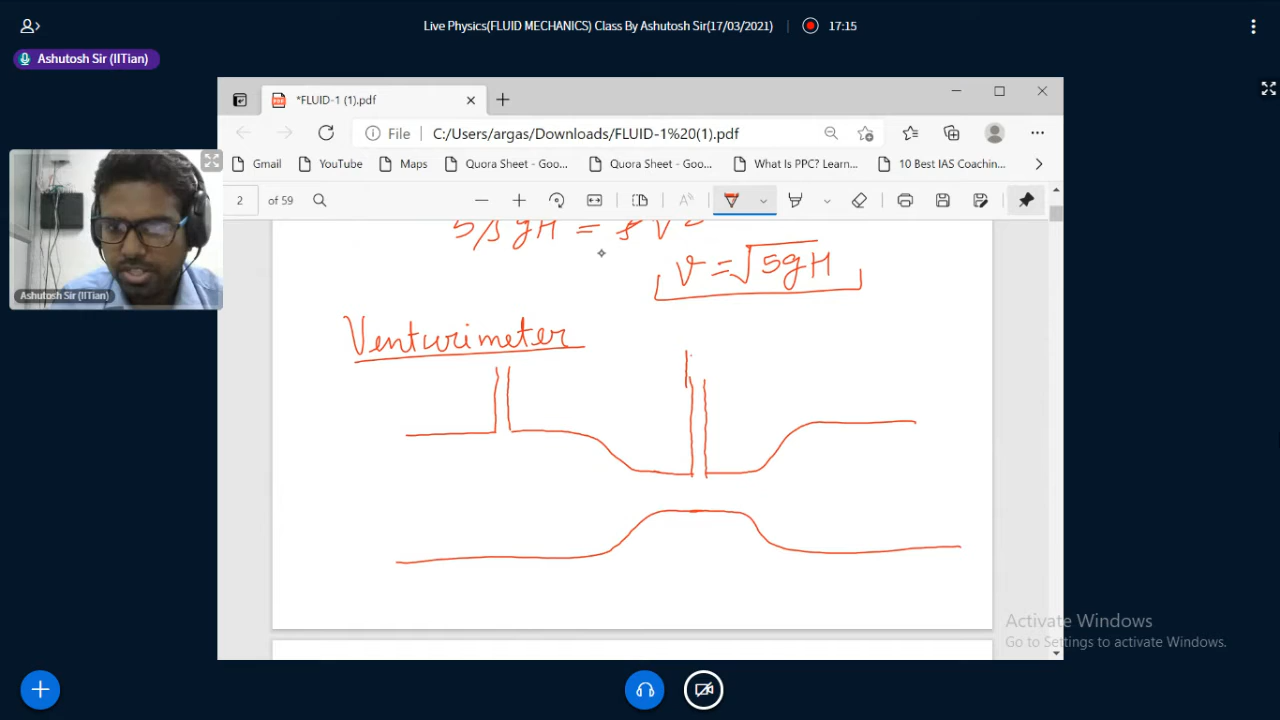 Live Physics(FLUID MECHANICS) Class By Ashutosh Sir(17/03/2021)
17:15
Ashutosh Sir (IITian)
*FLUID-1 (1).pdf
File
C:/Users/argas/Downloads/FLUID-1%20(1).pdf
Gmail
YouTube
Maps
Quora Sheet - Goo...
Quora Sheet - Goo...
What Is PPC? Learn...
10 Best IAS Coachin...
2
of 59
gH =
v = √5gH
Venturimeter
Ashutosh Sir (IITian)
Activate Windows
Go to Settings to activate Windows.